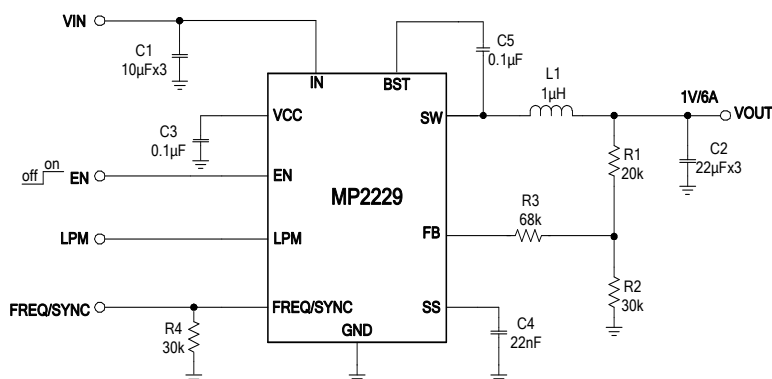 VIN
C1
10µFx3
C5
0.1µF
IN
BST
L1
1µH
1V/6A
VOUT
VCC
SW
C3
0.1µF
R1
20k
C2
22µFx3
off
on
EN
EN
MP2229
R3
68k
LPM
LPM
FB
FREQ/SYNC
FREQ/SYNC
SS
R2
30k
R4
30k
GND
C4
22nF